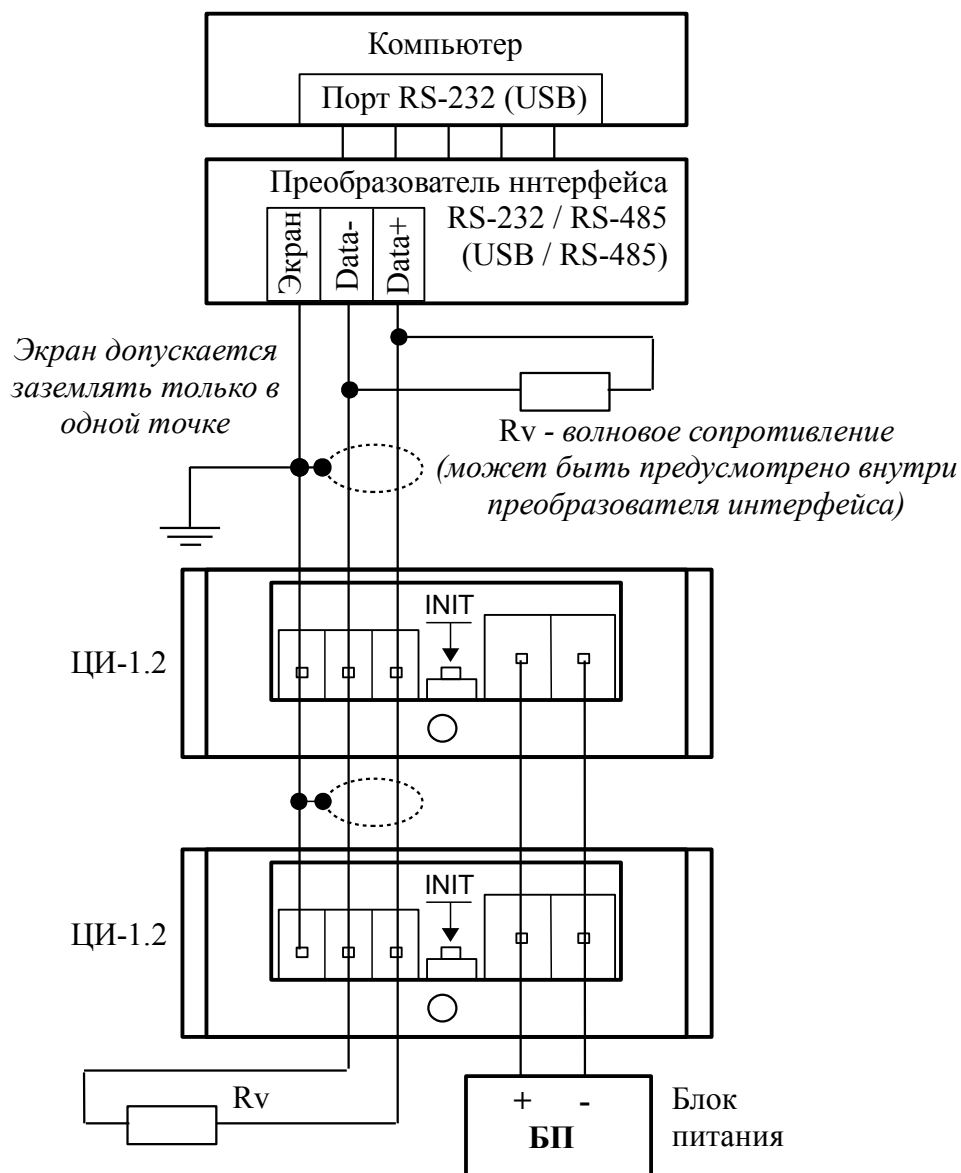 Компьютер
Порт RS-232 (USB)
Преобразователь ннтерфейса
RS-232 / RS-485
(USB / RS-485)
Экран
Data-
Data+
Экран допускается
заземлять только в
одной точке
Rv - волновое сопротивление
(может быть предусмотрено внутри
преобразователя интерфейса)
INIT
ЦИ-1.2
INIT
ЦИ-1.2
Rv
+ -
БП
Блок
питания